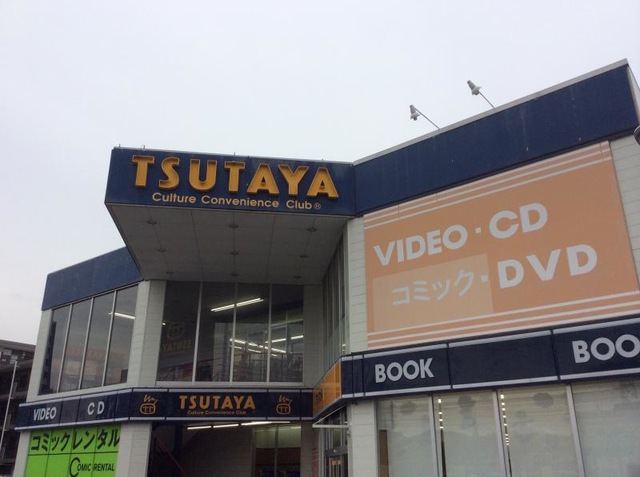 TSUTAYA
Culture Convenience Club®
VIDEO・CD
コミック・DVD
BOOK
BOO
VIDEO CD
TSUTAYA
Culture Convenience Club
コミックレンタル
COMIC RENTAL